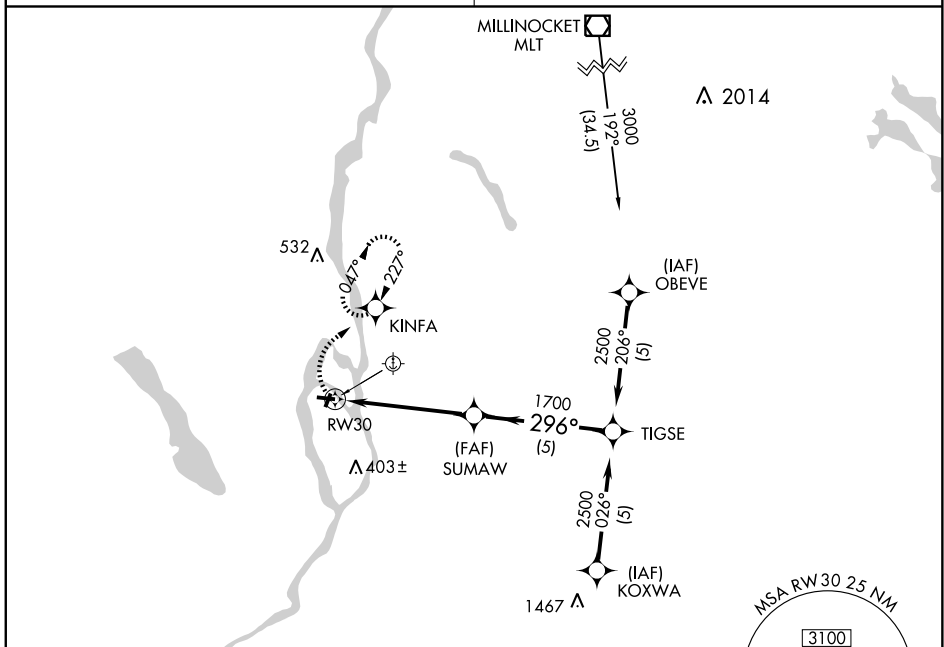 MILLINOCKET
MLT
2014
3000
192°
(34.5)
532
047°
227°
(IAF)
OBEVE
KINFA
2500
206°
(5)
1700
296°
(5)
TIGSE
RW30
(FAF)
SUMAW
403±
2500
026°
(5)
(IAF)
KOXWA
1467
MSA RW30 25 NM
3100